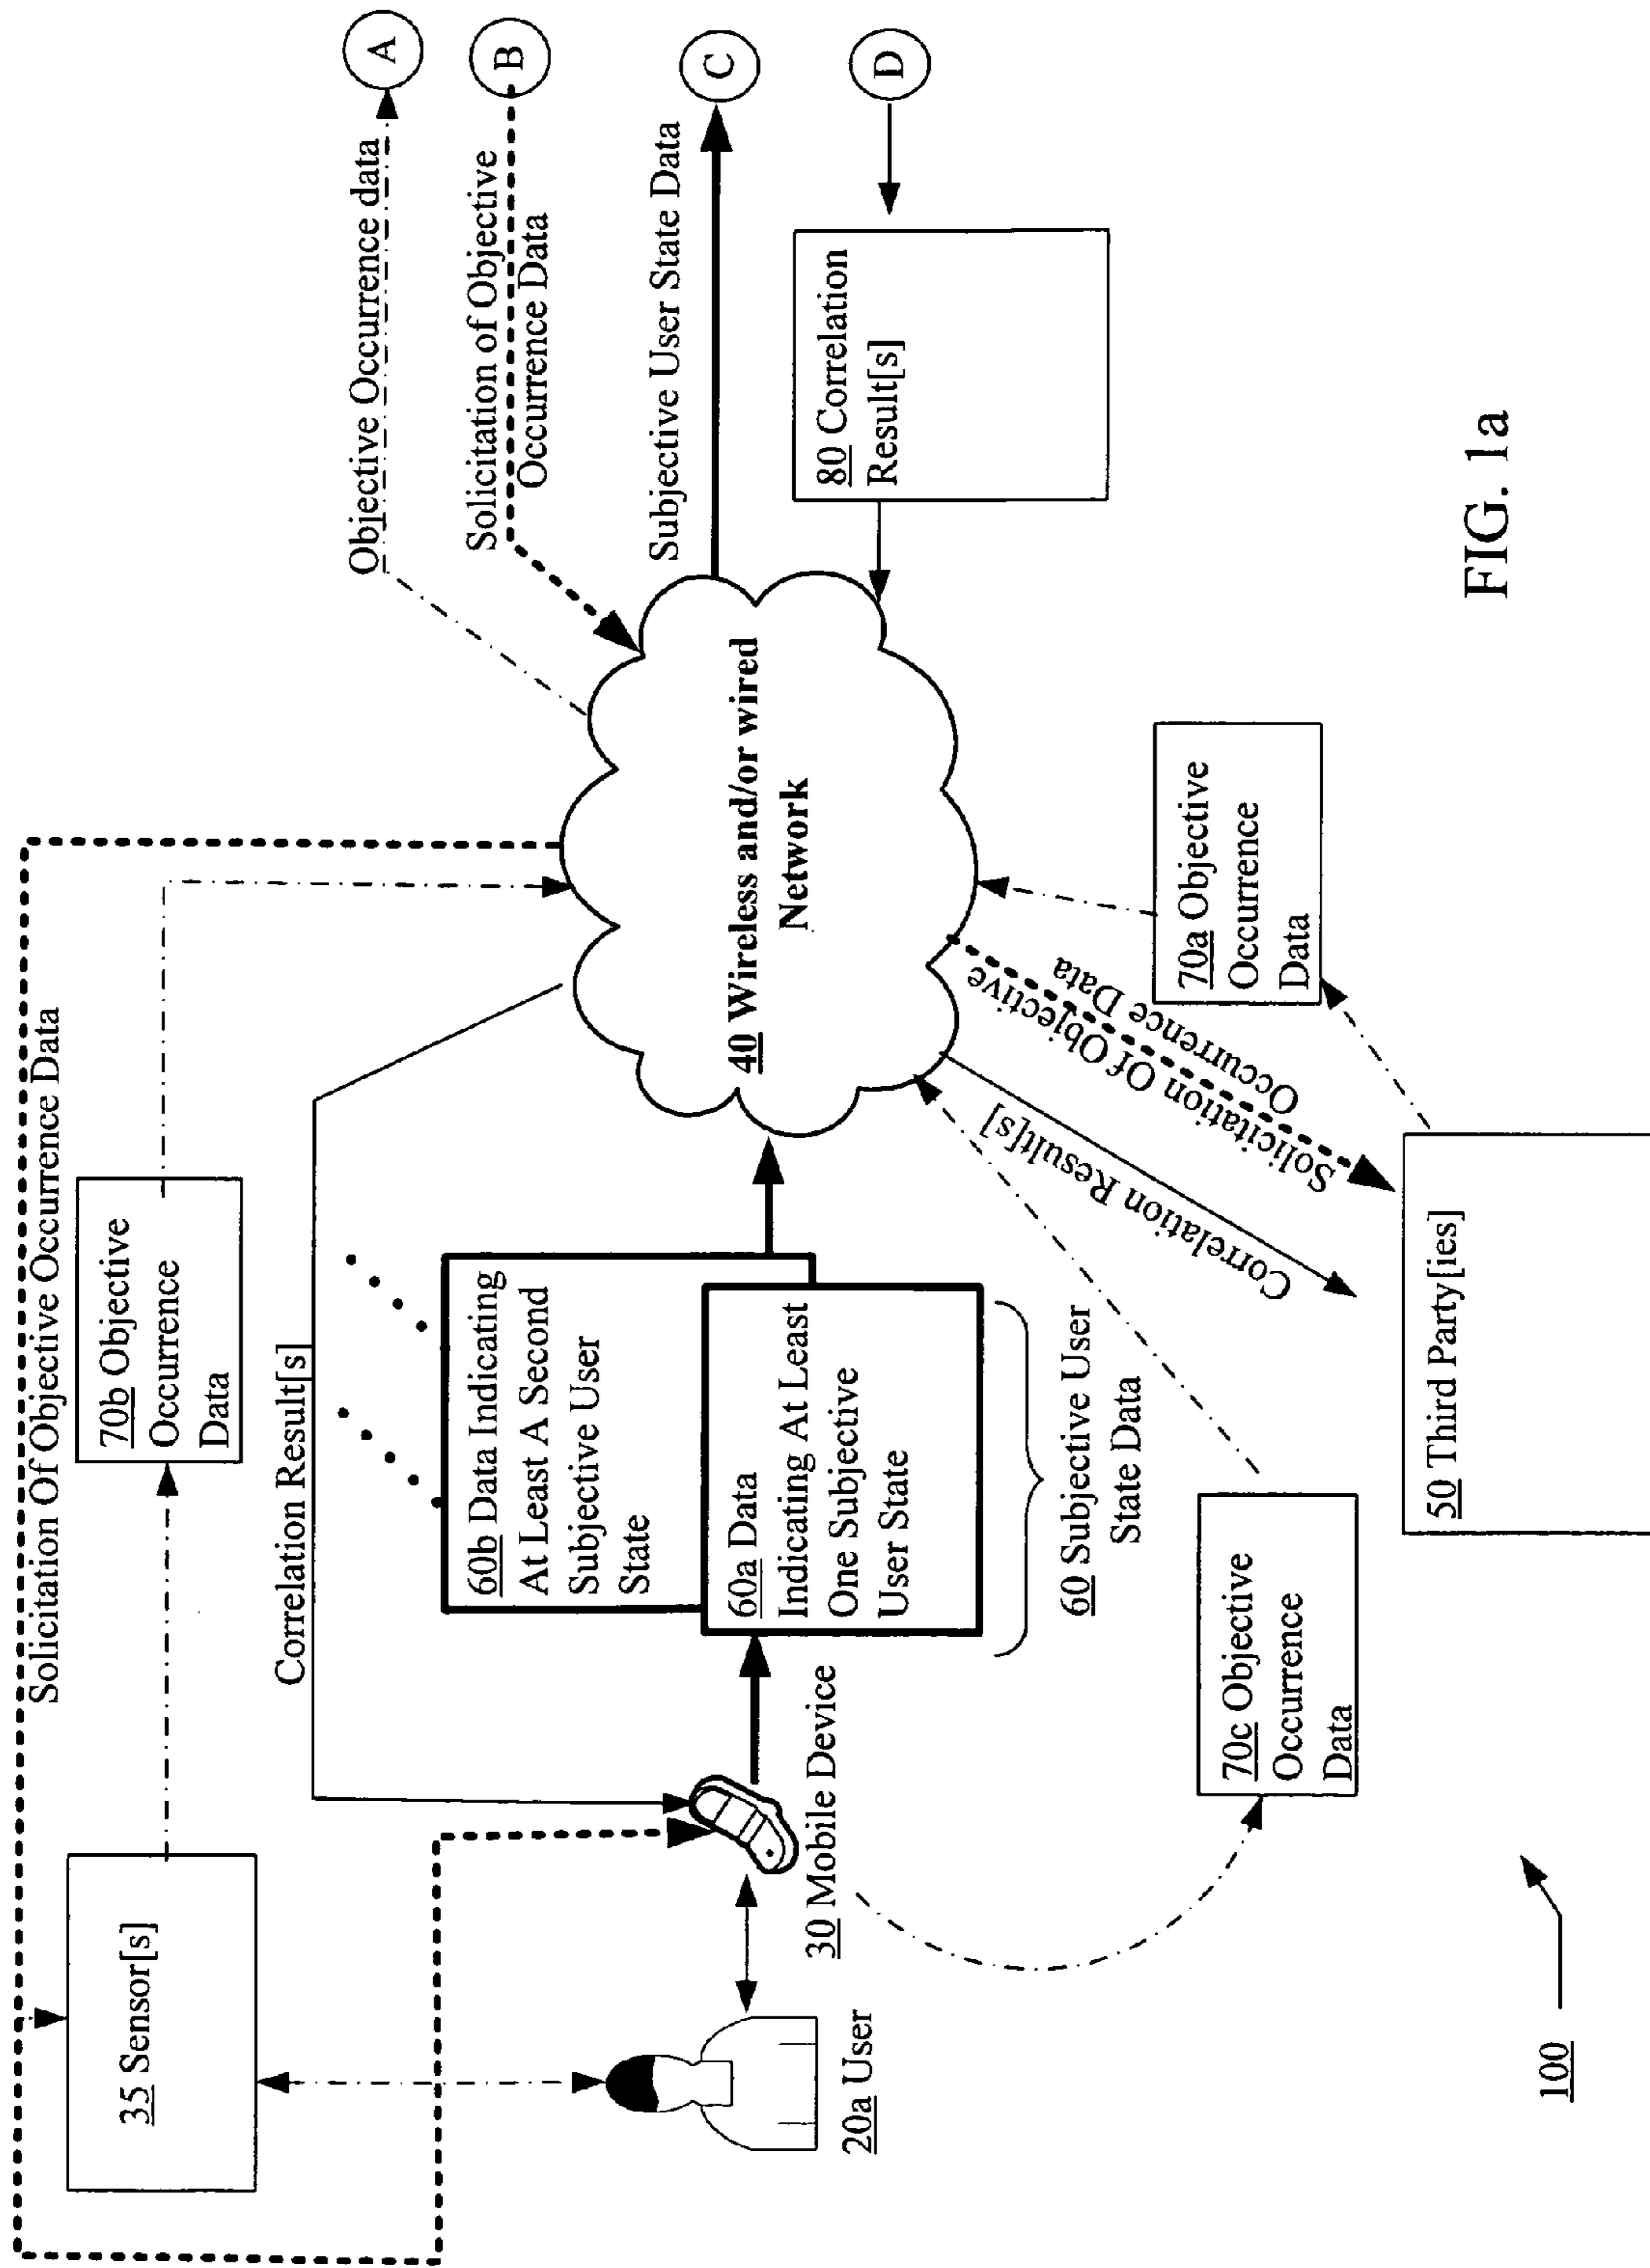 Solicitation Of Objective Occurrence Data
35 Sensor[s]
70b Objective
Occurrence
Data
Correlation Result[s]
Objective Occurrence data
A
Solicitation of Objective
Occurrence Data
B
Subjective User State Data
C
D
80 Correlation
Result[s]
20a User
30 Mobile Device
60b Data Indicating
At Least A Second
Subjective User
State
60a Data
Indicating At Least
One Subjective
User State
60 Subjective User
State Data
40 Wireless and/or wired
Network
70c Objective
Occurrence
Data
Correlation Result[s]
Solicitation Of Objective
Occurrence Data
70a Objective
Occurrence
Data
50 Third Party[ies]
100
FIG. 1a